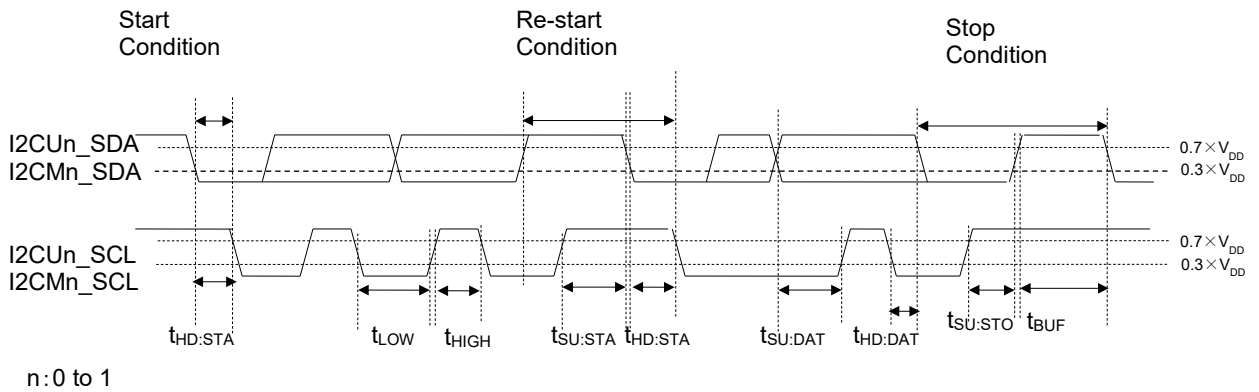 Start
Condition
Re-start
Condition
Stop
Condition
I2CUn_SDA
I2CMn_SDA
0.7×VDD
0.3×VDD
I2CUn_SCL
I2CMn_SCL
0.7×VDD
0.3×VDD
tHD:STA
tLOW
tHIGH
tSU:STA
tHD:STA
tSU:DAT
tHD:DAT
tSU:STO
tBUF
n:0 to 1